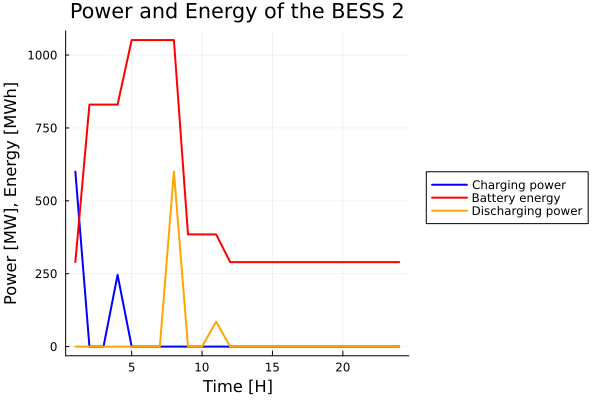 Power and Energy of the BESS 2
Power [MW], Energy [MWh]
1000
750
500
250
0
5
10
15
20
Time [H]
Charging power
Battery energy
Discharging power